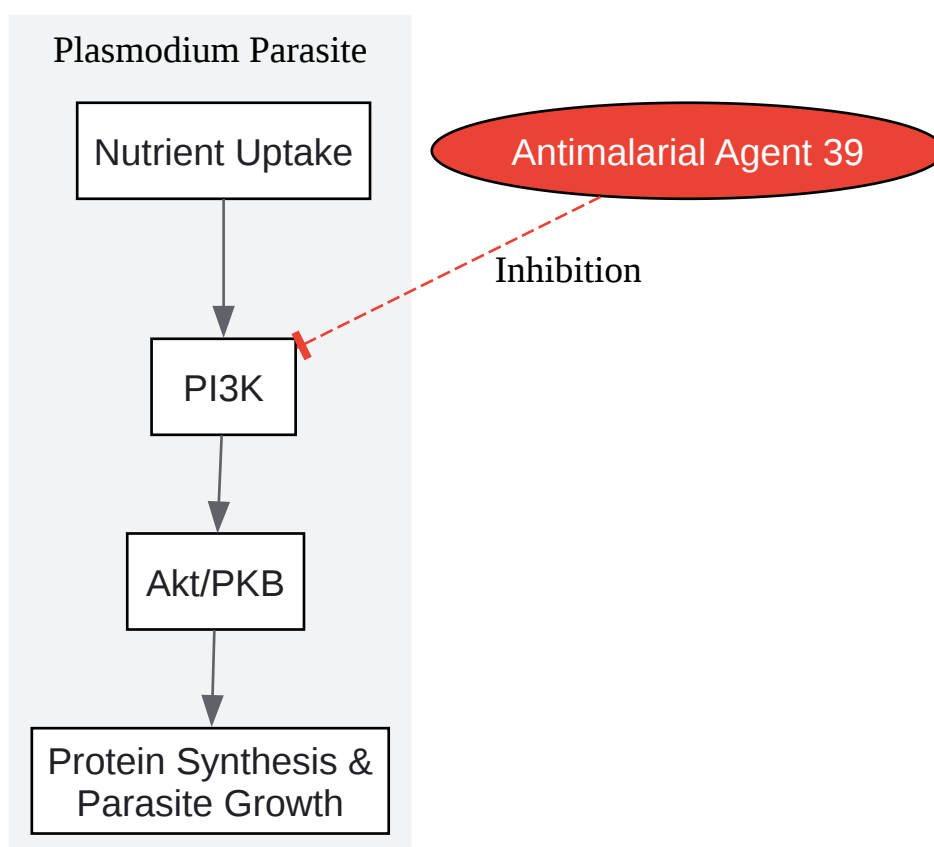 Plasmodium Parasite
Nutrient Uptake
Antimalarial Agent 39
Inhibition
PI3K
Akt/PKB
Protein Synthesis &
Parasite Growth